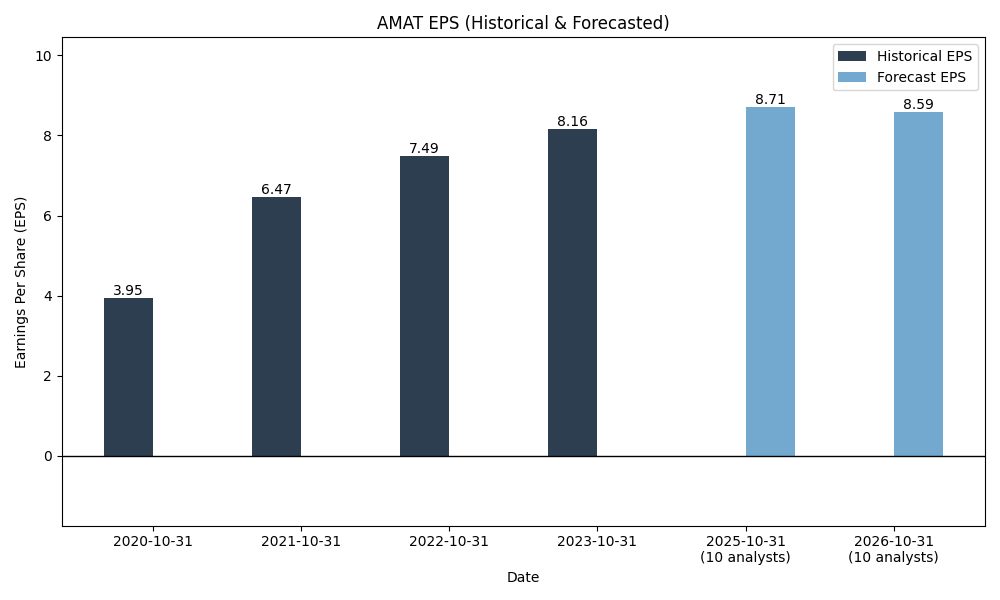 AMAT EPS (Historical & Forecasted)
Historical EPS
Forecast EPS
Earnings Per Share (EPS)
10
8
6
4
2
0
3.95
6.47
7.49
8.16
8.71
8.59
2020-10-31
2021-10-31
2022-10-31
2023-10-31
2025-10-31
(10 analysts)
2026-10-31
(10 analysts)
Date